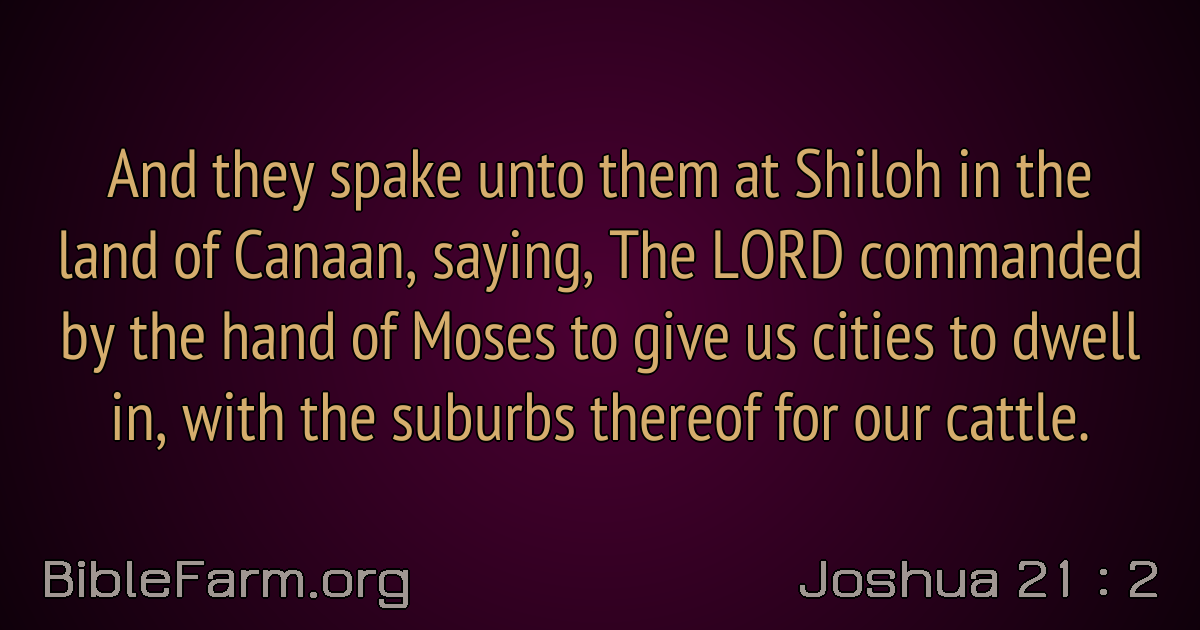 And they spake unto them at Shiloh in the
land of Canaan, saying, The LORD commanded
by the hand of Moses to give us cities to dwell
in, with the suburbs thereof for our cattle.
BibleFarm.org
Joshua 21 : 2